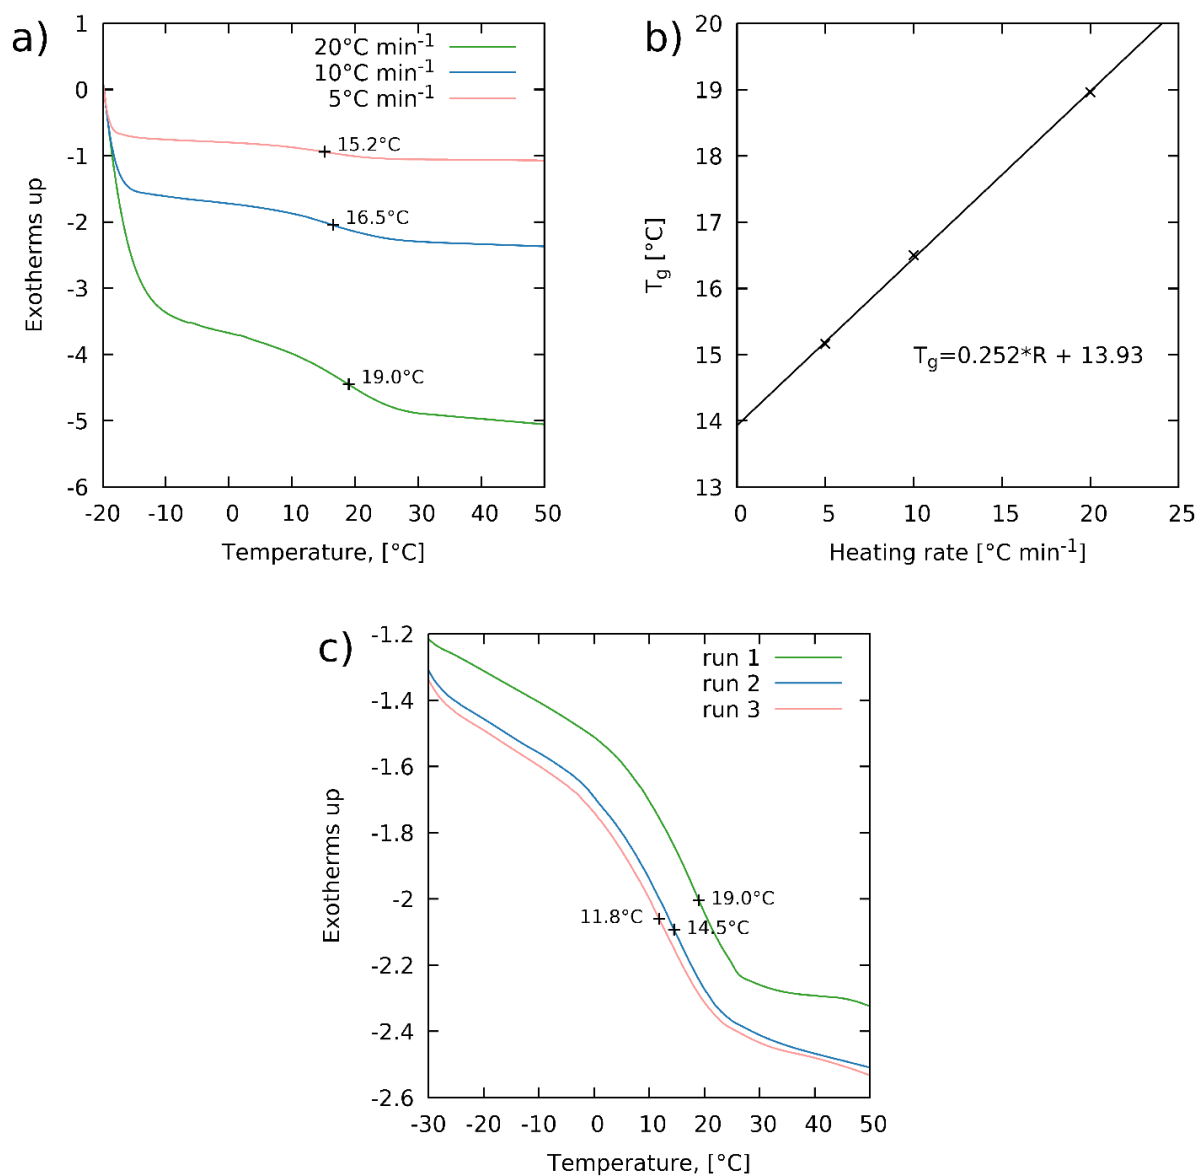 a)
1
0
-1
-2
-3
-4
-5
-6
Exotherms up
20°C min-1
10°C min-1
5°C min-1
15.2°C
16.5°C
19.0°C
-20 -10 0 10 20 30 40 50
Temperature, [°C]
b)
20
19
18
17
16
15
14
13
Tg [°C]
Tg=0.252*R + 13.93
0 5 10 15 20 25
Heating rate [°C min-1]
c)
-1.2
-1.4
-1.6
-1.8
-2
-2.2
-2.4
-2.6
Exotherms up
run 1
run 2
run 3
19.0°C
11.8°C
14.5°C
-30 -20 -10 0 10 20 30 40 50
Temperature, [°C]